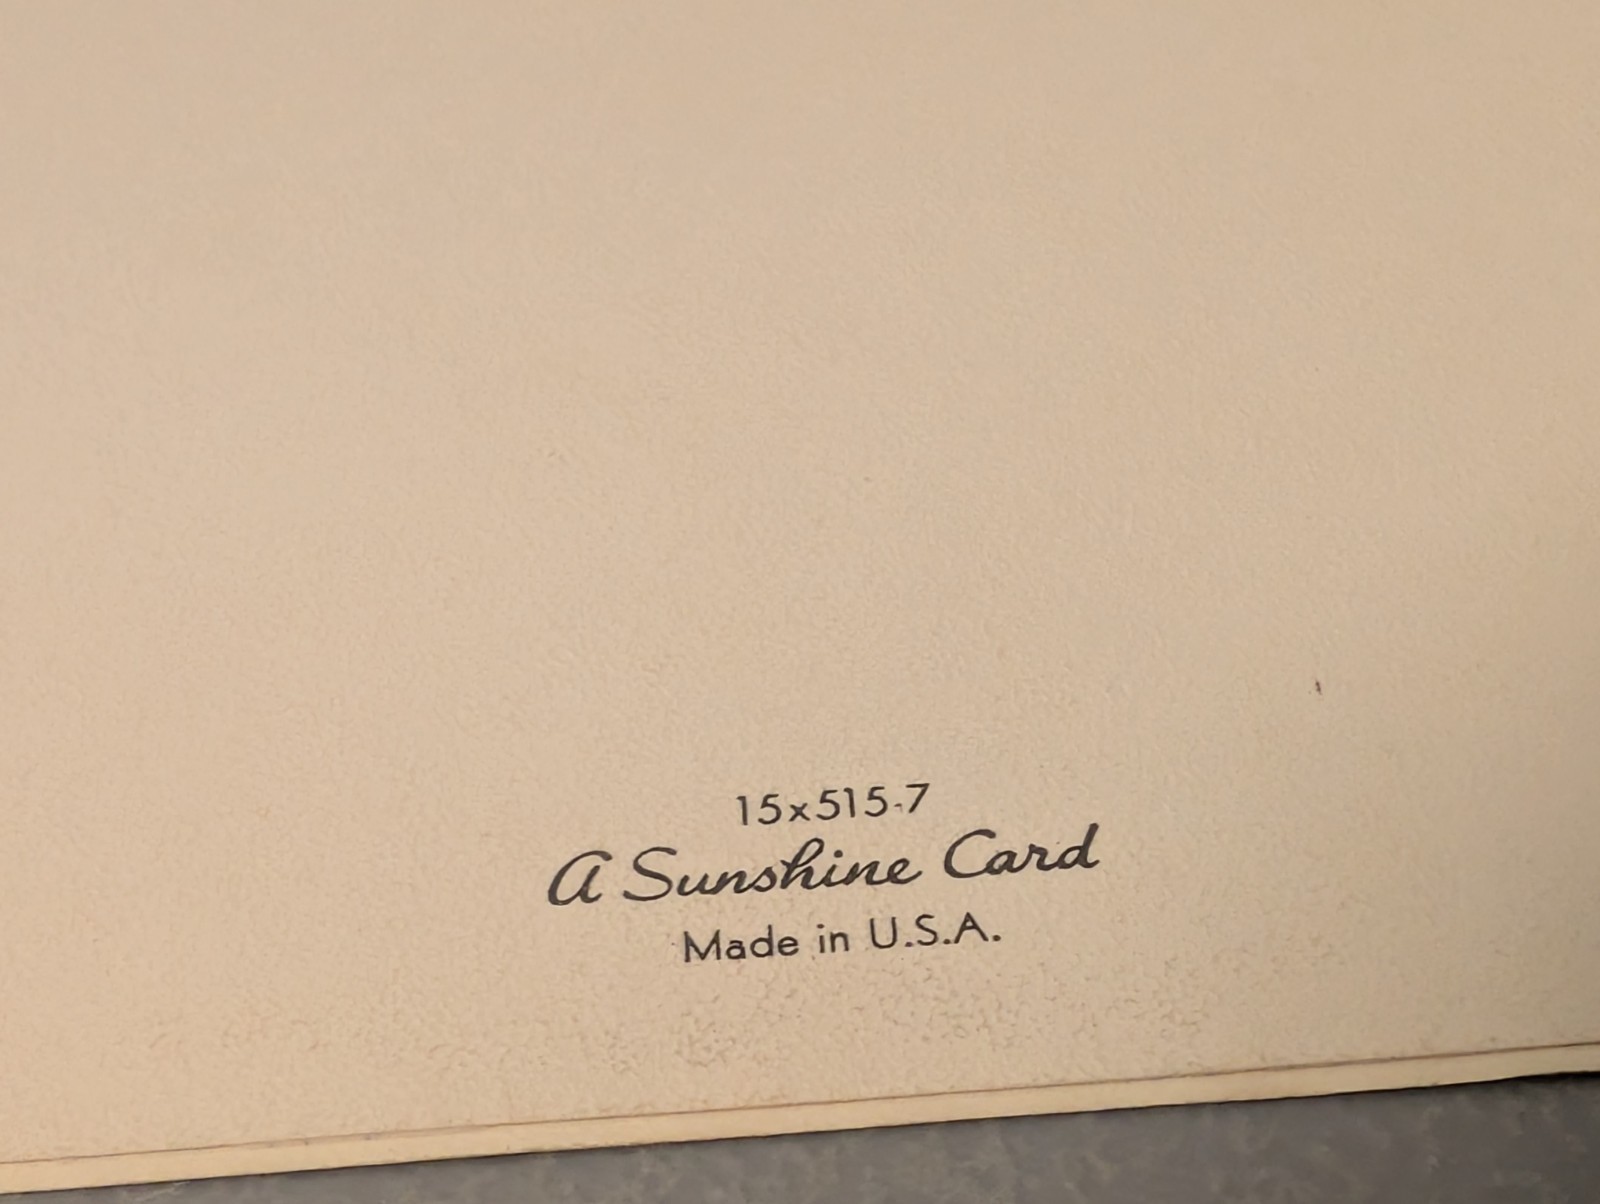 15x515-7
A Sunshine Card
Made in U.S.A.